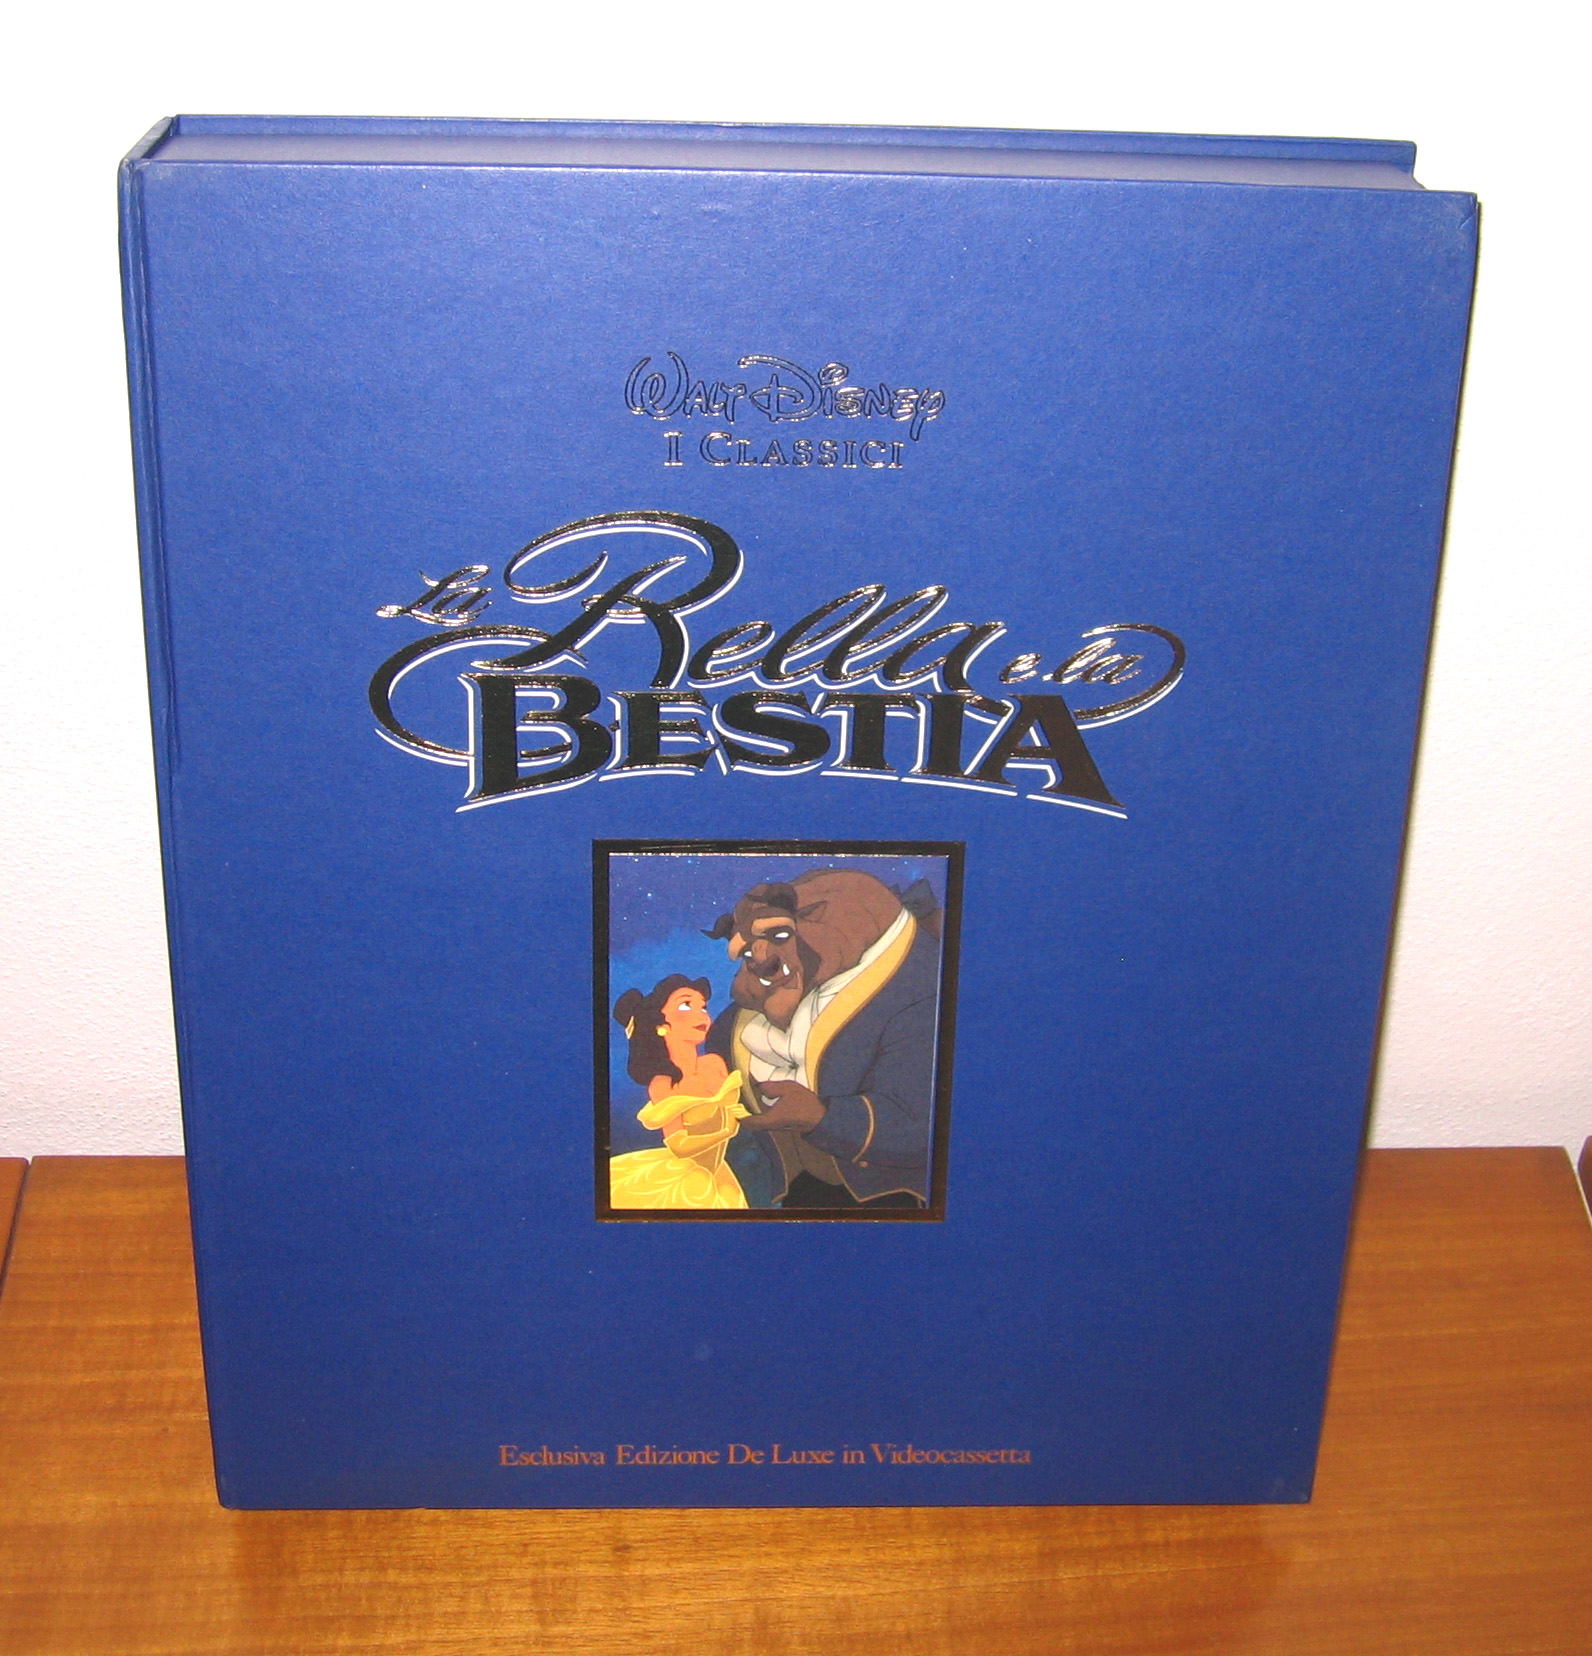 Walt Disney
I Classici
La Bella e la
BESTIA
Esclusiva Edizione De Luxe in Videocassetta